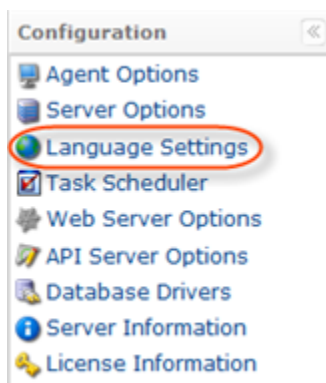 Configuration
Agent Options
Server Options
Language Settings
Task Scheduler
Web Server Options
API Server Options
Database Drivers
Server Information
License Information